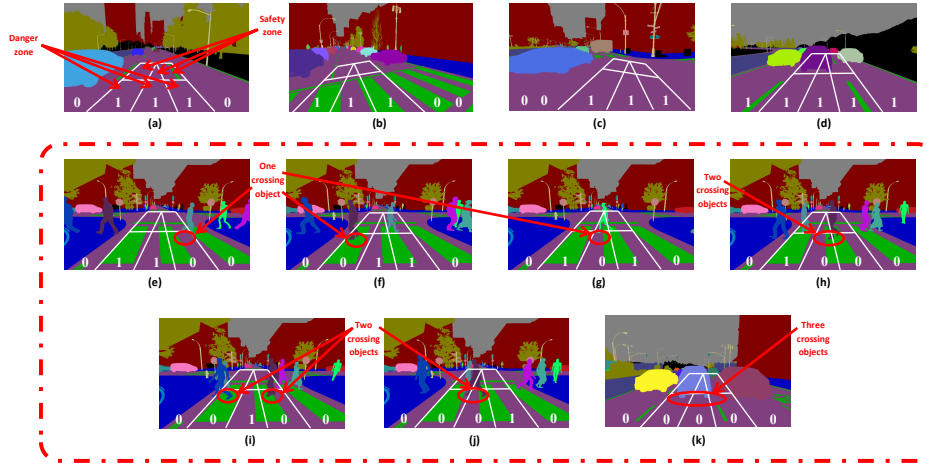 Danger
zone
Safety
zone
0 1 1 1 0
1 1 1 0 0
0 0 1 1 1
1 1 1 1 1
(a)
(b)
(c)
(d)
One
crossing
object
Two
crossing
objects
0 1 1 0 0
0 0 1 0 0
0 1 0 1 0
0 1 0 0 0
(e)
(f)
(g)
(h)
Two
crossing
objects
Three
crossing
objects
0 0 1 0 0
0 0 0 1 0
0 0 0 0 0
(i)
(j)
(k)